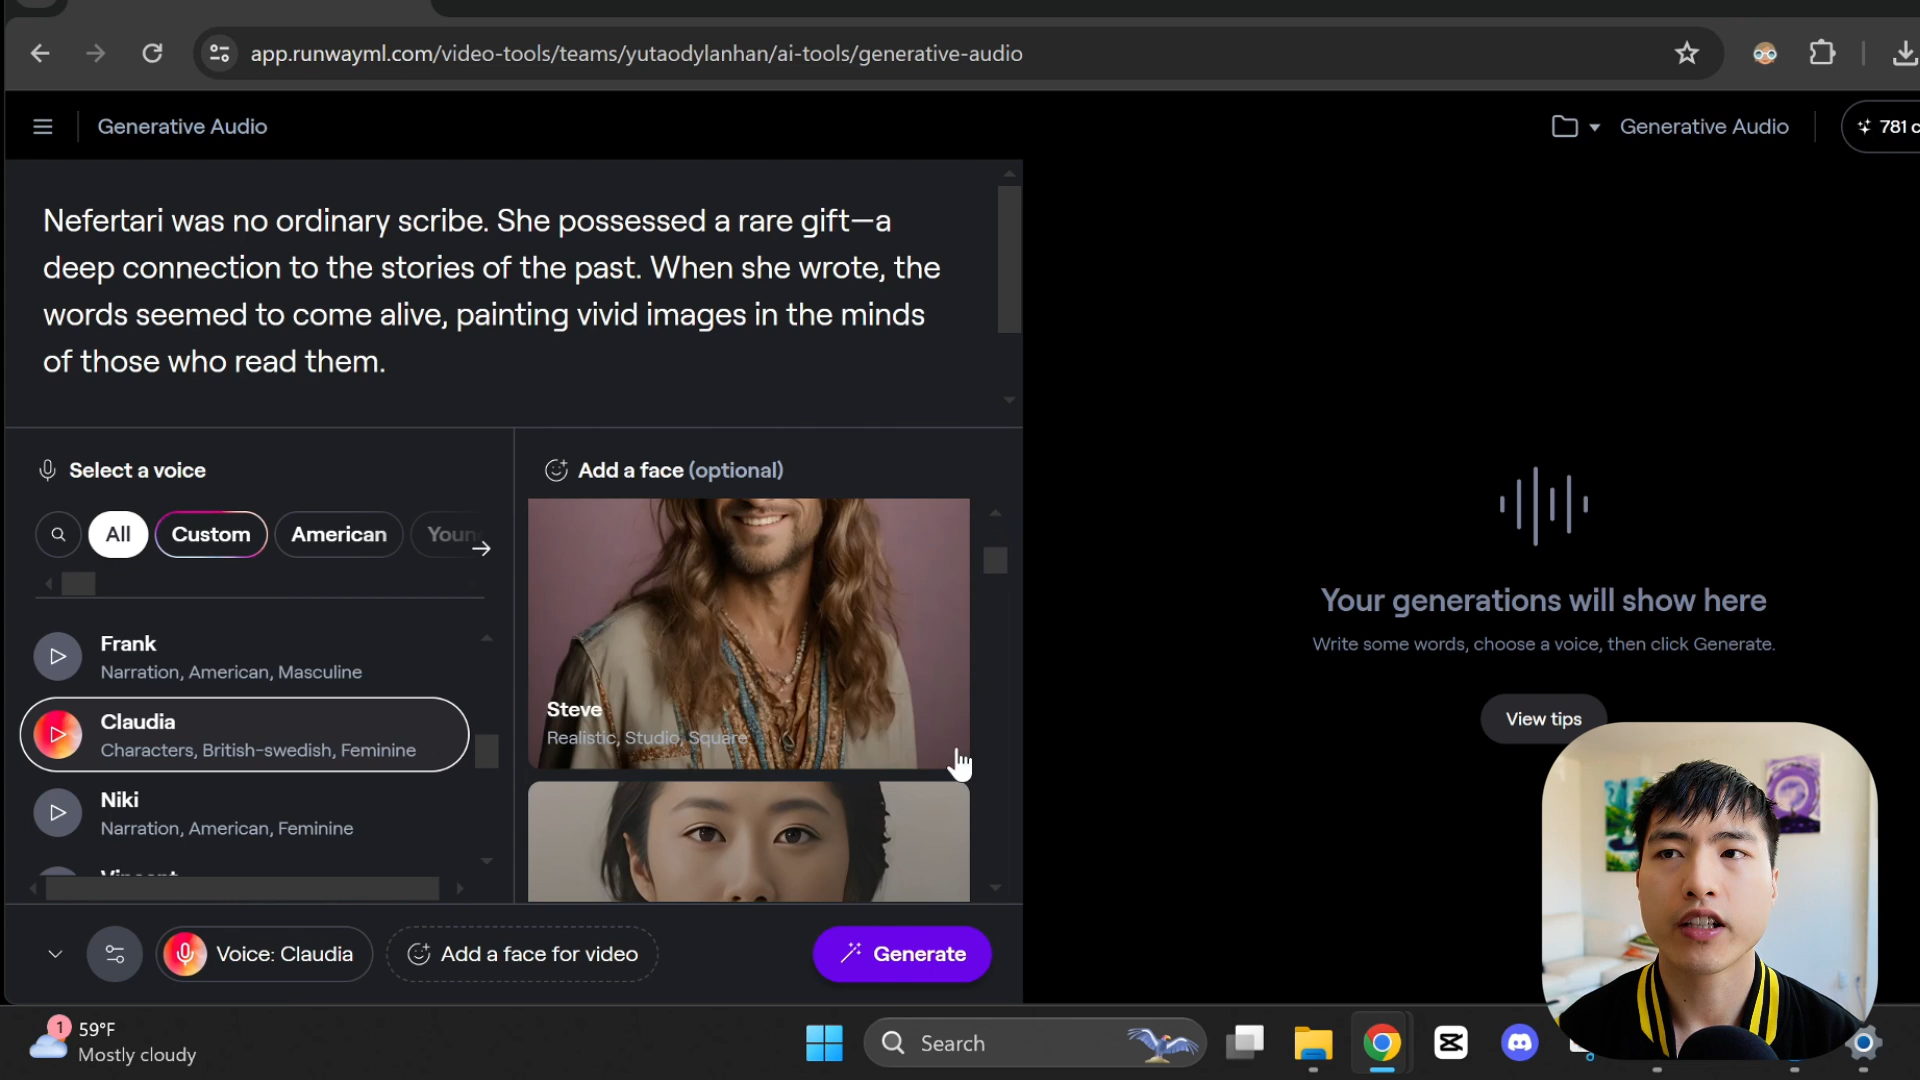 app.runwayml.com/video-tools/teams/yutaodylanhan/ai-tools/generative-audio
Generative Audio
Generative Audio
781 c
Nefertari was no ordinary scribe. She possessed a rare gift—a
deep connection to the stories of the past. When she wrote, the
words seemed to come alive, painting vivid images in the minds
of those who read them.
Select a voice
All
Custom
American
Youn
Frank
Narration, American, Masculine
Claudia
Characters, British-swedish, Feminine
Niki
Narration, American, Feminine
Vincent
Add a face (optional)
Steve
Realistic, Studio, Square
Your generations will show here
Write some words, choose a voice, then click Generate.
View tips
Voice: Claudia
Add a face for video
Generate
1
59°F
Mostly cloudy
Search